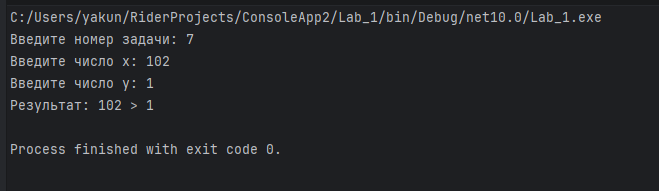 C:/Users/yakun/RiderProjects/ConsoleApp2/Lab_1/bin/Debug/net10.0/Lab_1.exe
Введите номер задачи: 7
Введите число x: 102
Введите число y: 1
Результат: 102 > 1
Process finished with exit code 0.